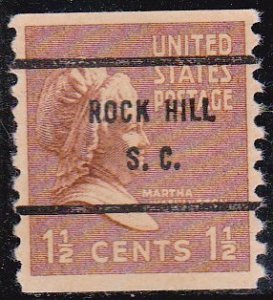 UNITED
STATES
POSTAGE
ROCK HILL
S. C.
MARTHA
1½ CENTS 1½